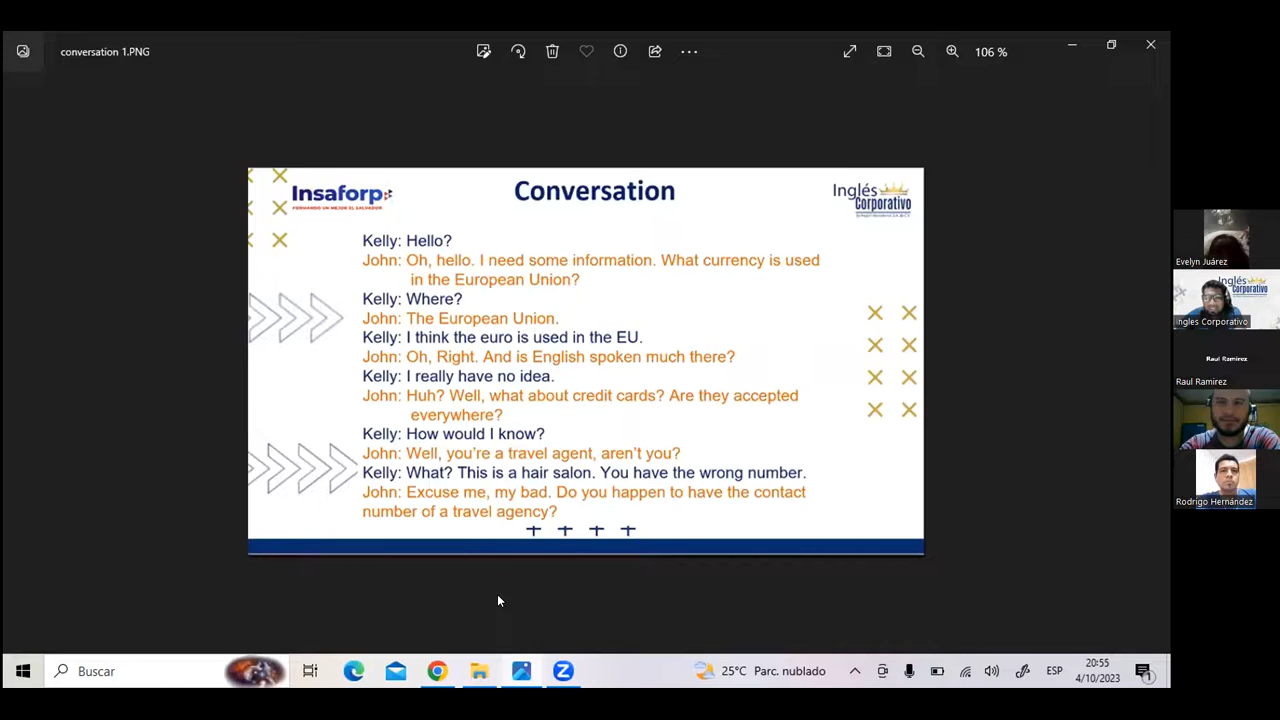 conversation 1.PNG
106 %
Insaforp
FORMANDO UN MEJOR EL SALVADOR
Conversation
Inglés
Corporativo
Kelly: Hello?
John: Oh, hello. I need some information. What currency is used
in the European Union?
Kelly: Where?
John: The European Union.
Kelly: I think the euro is used in the EU.
John: Oh, Right. And is English spoken much there?
Kelly: I really have no idea.
John: Huh? Well, what about credit cards? Are they accepted
everywhere?
Kelly: How would I know?
John: Well, you're a travel agent, aren't you?
Kelly: What? This is a hair salon. You have the wrong number.
John: Excuse me, my bad. Do you happen to have the contact
number of a travel agency?
Evelyn Juárez
Inglés
Corporativo
Ingles Corporativo
Raul Ramirez
Raul Ramirez
Rodrigo Hernández
Buscar
25°C Parc. nublado
ESP
20:55
4/10/2023
1